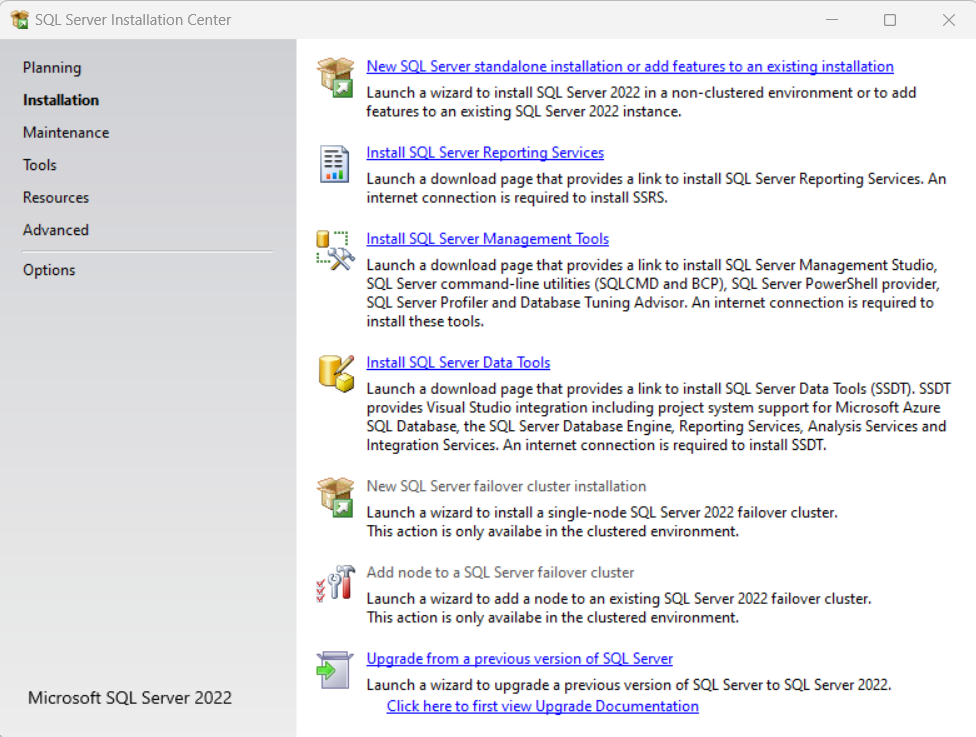 SQL Server Installation Center
Planning
Installation
Maintenance
Tools
Resources
Advanced
Options
Microsoft SQL Server 2022
New SQL Server standalone installation or add features to an existing installation
Launch a wizard to install SQL Server 2022 in a non-clustered environment or to add
features to an existing SQL Server 2022 instance.
Install SQL Server Reporting Services
Launch a download page that provides a link to install SQL Server Reporting Services. An
internet connection is required to install SSRS.
Install SQL Server Management Tools
Launch a download page that provides a link to install SQL Server Management Studio,
SQL Server command-line utilities (SQLCMD and BCP), SQL Server PowerShell provider,
SQL Server Profiler and Database Tuning Advisor. An internet connection is required to
install these tools.
Install SQL Server Data Tools
Launch a download page that provides a link to install SQL Server Data Tools (SSDT). SSDT
provides Visual Studio integration including project system support for Microsoft Azure
SQL Database, the SQL Server Database Engine, Reporting Services, Analysis Services and
Integration Services. An internet connection is required to install SSDT.
New SQL Server failover cluster installation
Launch a wizard to install a single-node SQL Server 2022 failover cluster.
This action is only availabe in the clustered environment.
Add node to a SQL Server failover cluster
Launch a wizard to add a node to an existing SQL Server 2022 failover cluster.
This action is only availabe in the clustered environment.
Upgrade from a previous version of SQL Server
Launch a wizard to upgrade a previous version of SQL Server to SQL Server 2022.
Click here to first view Upgrade Documentation